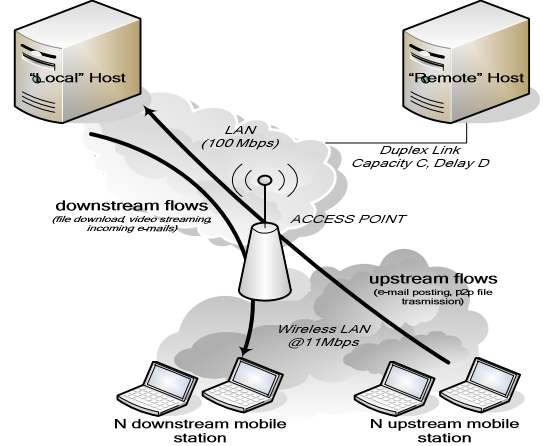 "Local" Host
"Remote" Host
LAN
(100 Mbps)
Duplex Link
Capacity C, Delay D
downstream flows
(file download, video streaming,
incoming e-mails)
ACCESS POINT
upstream flows
(e-mail posting, p2p file
trasmission)
Wireless LAN
@11Mbps
N downstream mobile
station
N upstream mobile
station